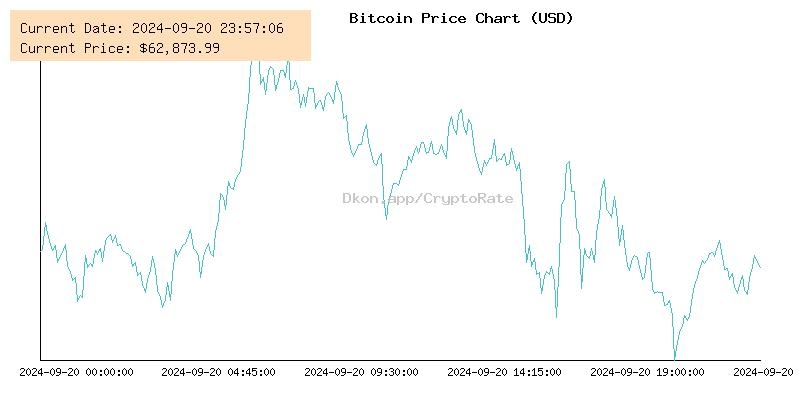 Bitcoin Price Chart (USD)
Current Date: 2024-09-20 23:57:06
Current Price: $62,873.99
Dkon.app/CryptoRate
2024-09-20 00:00:00 2024-09-20 04:45:00 2024-09-20 09:30:00 2024-09-20 14:15:00 2024-09-20 19:00:00 2024-09-20